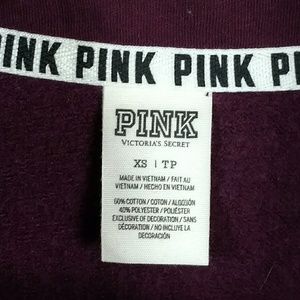 PINK PINK PINK PINK
PINK
VICTORIA'S SECRET
XS | TP
MADE IN VIETNAM / FAIT AU
VIETNAM / HECHO EN VIETNAM
60% COTTON / COTON / ALGODÓN
40% POLYESTER / POLIÉSTER
EXCLUSIVE OF DECORATION / SANS
DÉCORATION / NO INCLUYE LA
DECORACIÓN